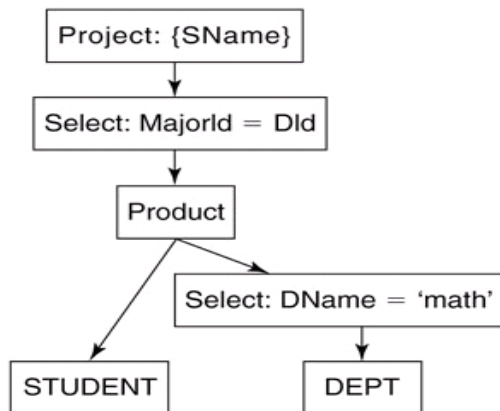 Project: {SName}
Select: MajorId = DId
Product
Select: DName = ‘math’
STUDENT
DEPT